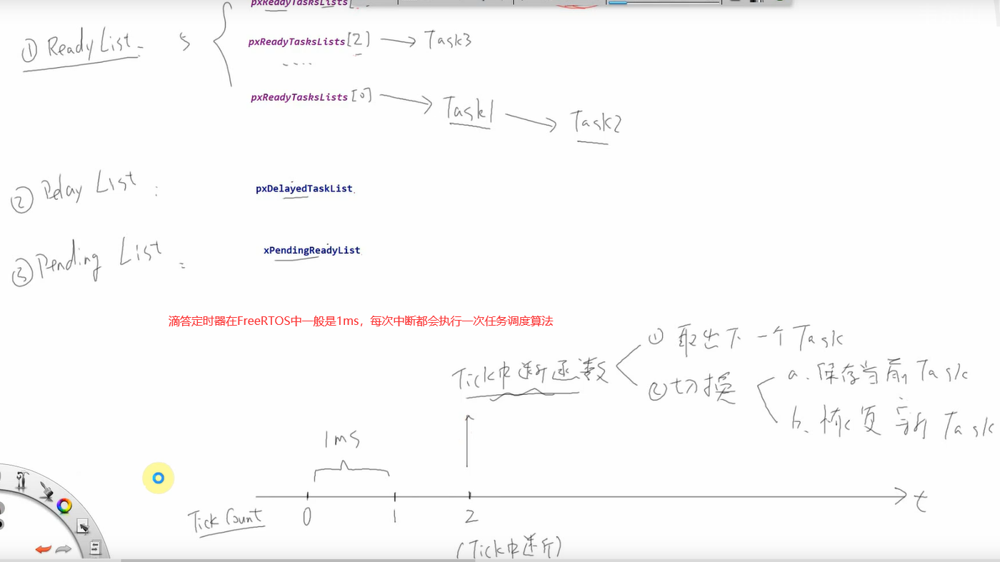 pxReadyTasksLists
① ReadyList 5 pxReadyTasksLists[2] → Task3
....
pxReadyTasksLists[0] → Task1 → Task2
② Delay List : pxDelayedTaskList
③ Pending List : xPendingReadyList
滴答定时器在FreeRTOS中一般是1ms，每次中断都会执行一次任务调度算法
① 取出下一个Task
Tick中断函数
② 切换
a. 保存当前Task
b. 恢复新Task
1ms
t
Tick Count 0 1 2
(Tick中断)